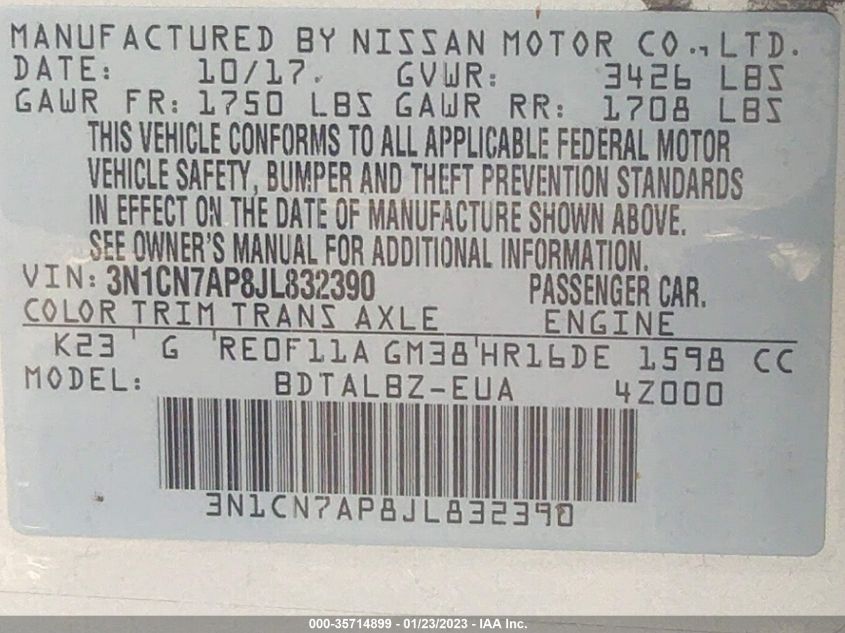 MANUFACTURED BY NISSAN MOTOR CO., LTD.
DATE: 10/17. GVWR: 3426 LBS
GAWR FR: 1750 LBS GAWR RR: 1708 LBS
THIS VEHICLE CONFORMS TO ALL APPLICABLE FEDERAL MOTOR
VEHICLE SAFETY, BUMPER AND THEFT PREVENTION STANDARDS
IN EFFECT ON THE DATE OF MANUFACTURE SHOWN ABOVE.
SEE OWNER'S MANUAL FOR ADDITIONAL INFORMATION.
VIN: 3N1CN7AP8JL832390 PASSENGER CAR.
COLOR TRIM TRANS AXLE ENGINE
K23 ' G 'RE0F11A GM38'HR16DE 1598 CC
MODEL: BDTALBZ-EUA 4Z000
3N1CN7AP8JL832390
000-35714899 - 01/23/2023 - IAA Inc.